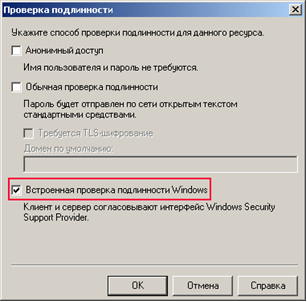 Проверка подлинности
Укажите способ проверки подлинности для данного ресурса.
Анонимный доступ
Имя пользователя и пароль не требуются.
Обычная проверка подлинности
Пароль будет отправлен по сети открытым текстом
стандартными средствами.
Требуется TLS-шифрование
Домен по умолчанию:
Встроенная проверка подлинности Windows
Клиент и сервер согласовывают интерфейс Windows Security
Support Provider.
OK
Отмена
Справка